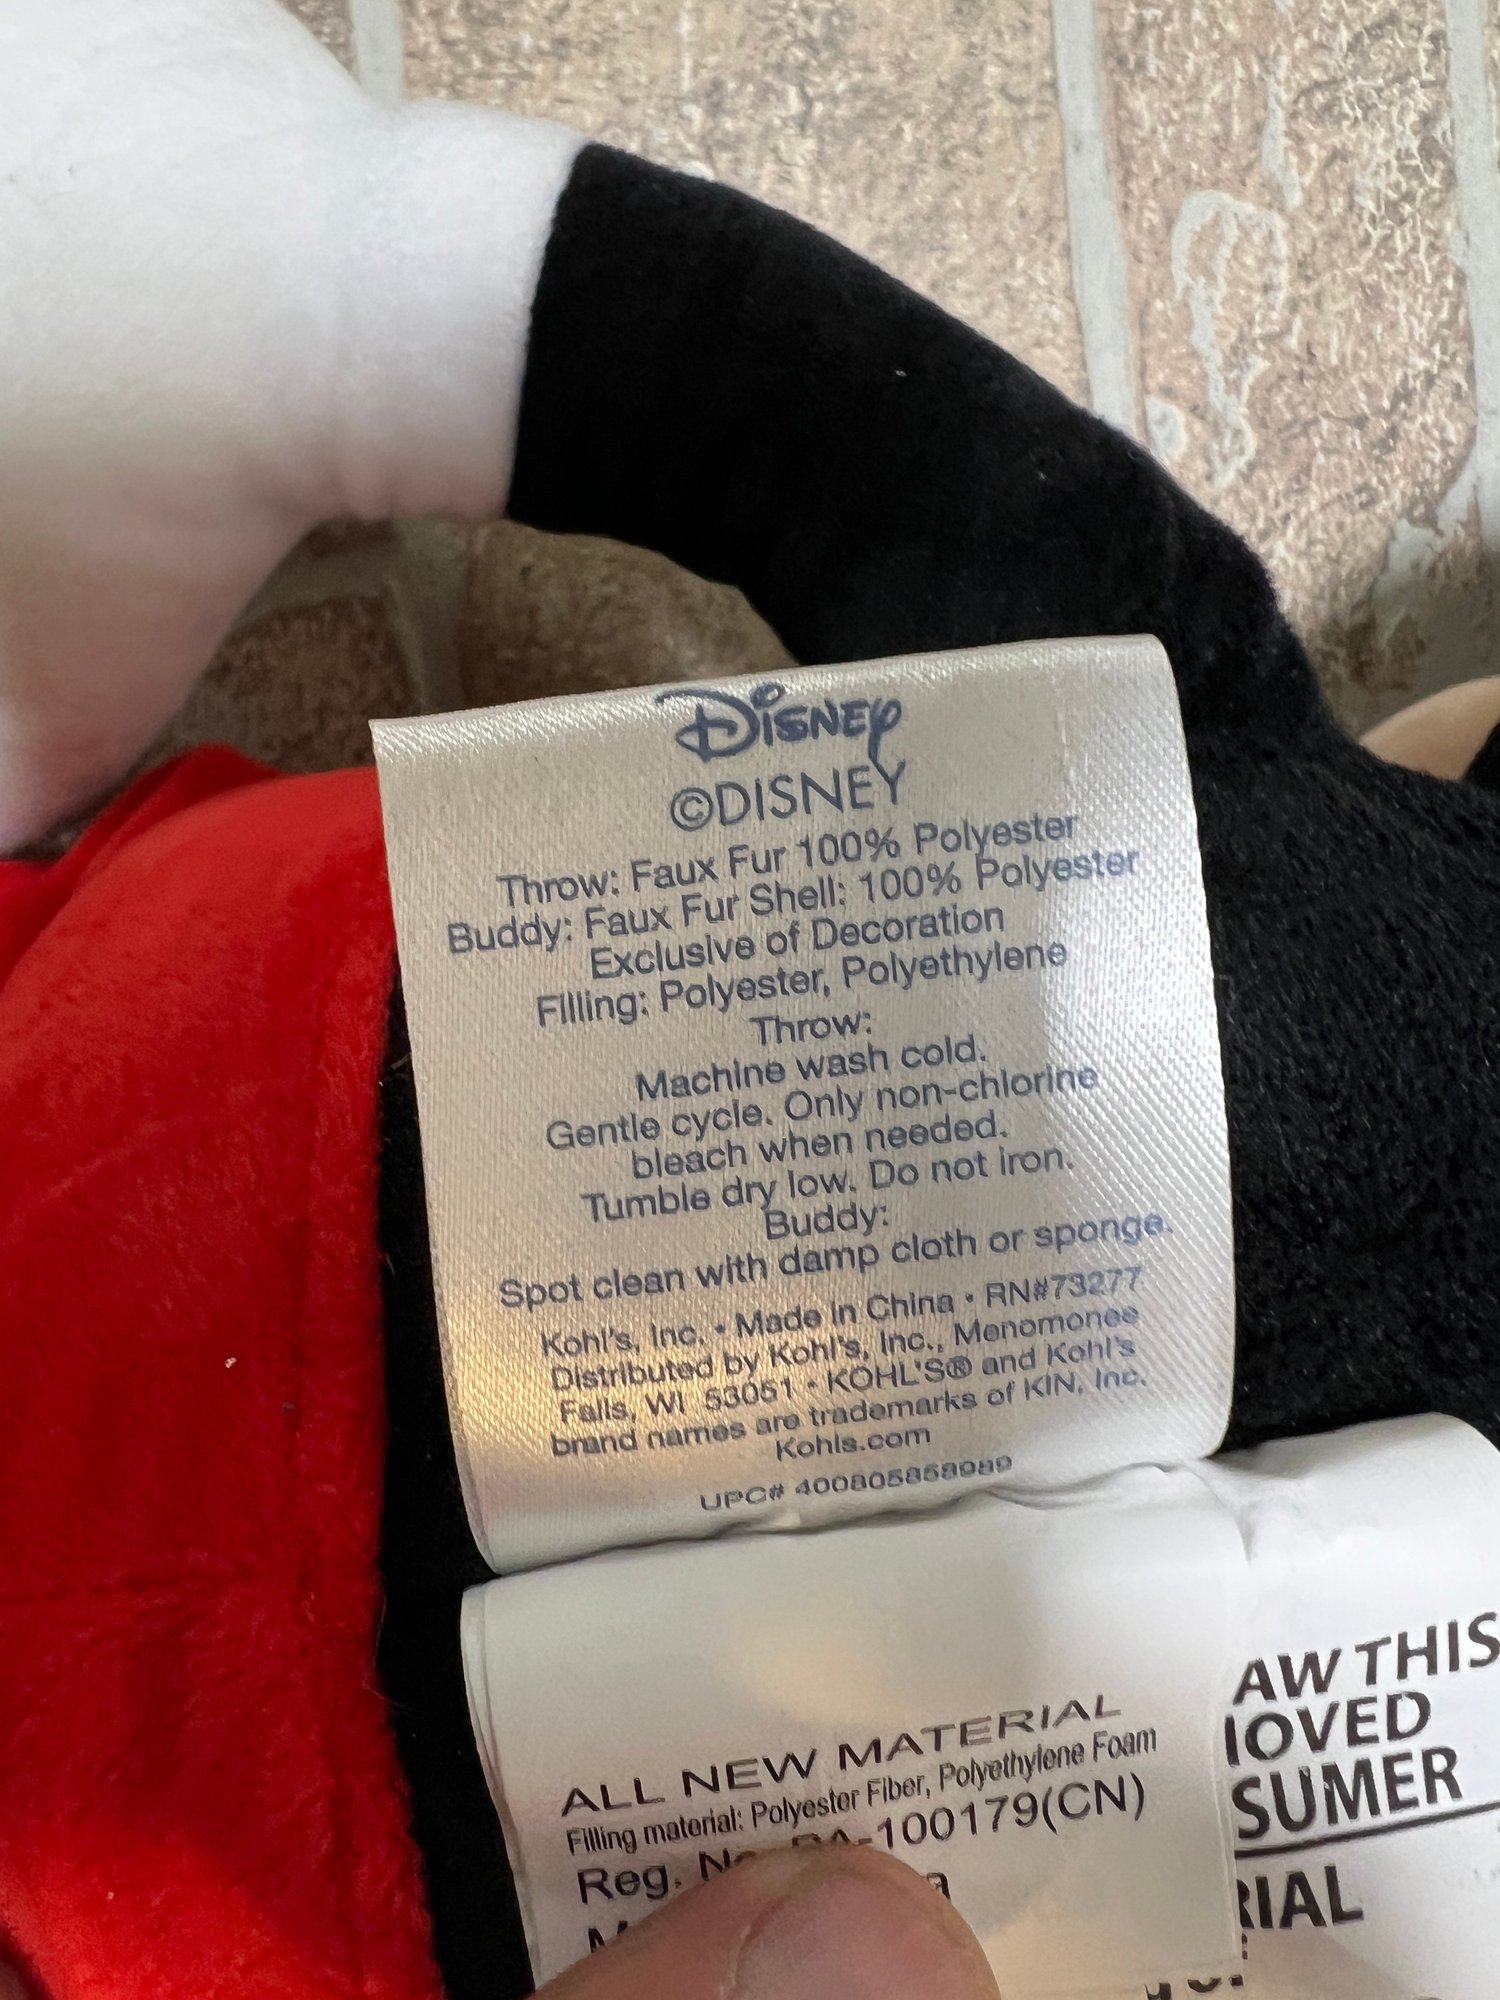 Disney
©DISNEY
Throw: Faux Fur 100% Polyester
Buddy: Faux Fur Shell: 100% Polyester
Exclusive of Decoration
Filling: Polyester, Polyethylene
Throw:
Machine wash cold.
Gentle cycle. Only non-chlorine
bleach when needed.
Tumble dry low. Do not iron.
Buddy:
Spot clean with damp cloth or sponge.
Kohl's, Inc. • Made in China • RN#73277
Distributed by Kohl's, Inc., Menomonee
Falls, WI 53051 • KOHL'S® and Kohl's
brand names are trademarks of KIN, Inc.
Kohls.com
UPC# 400805858989
ALL NEW MATERIAL
Filling material: Polyester Fiber, Polyethylene Foam
Reg. No. PA-100179(CN)
AW THIS
IOVED
SUMER
RIAL